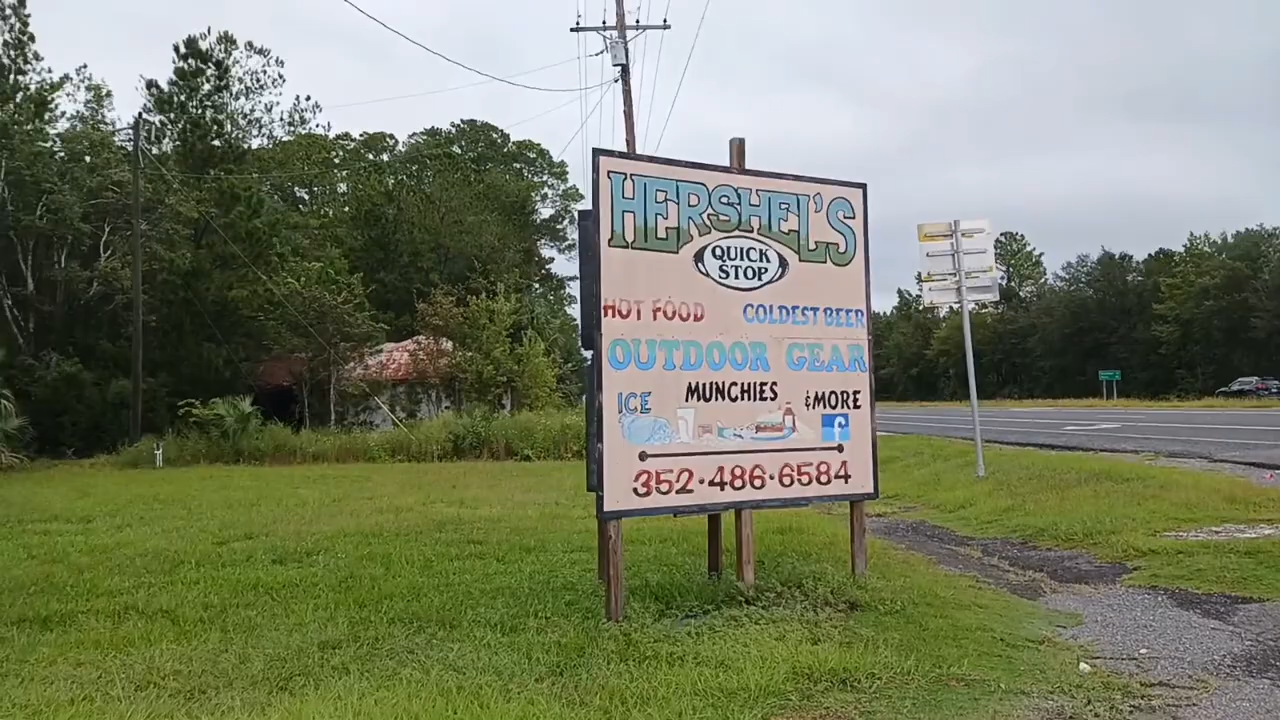 HERSHEL'S
QUICK
STOP
HOT FOOD COLDEST BEER
OUTDOOR GEAR
ICE MUNCHIES & MORE
f
352·486·6584